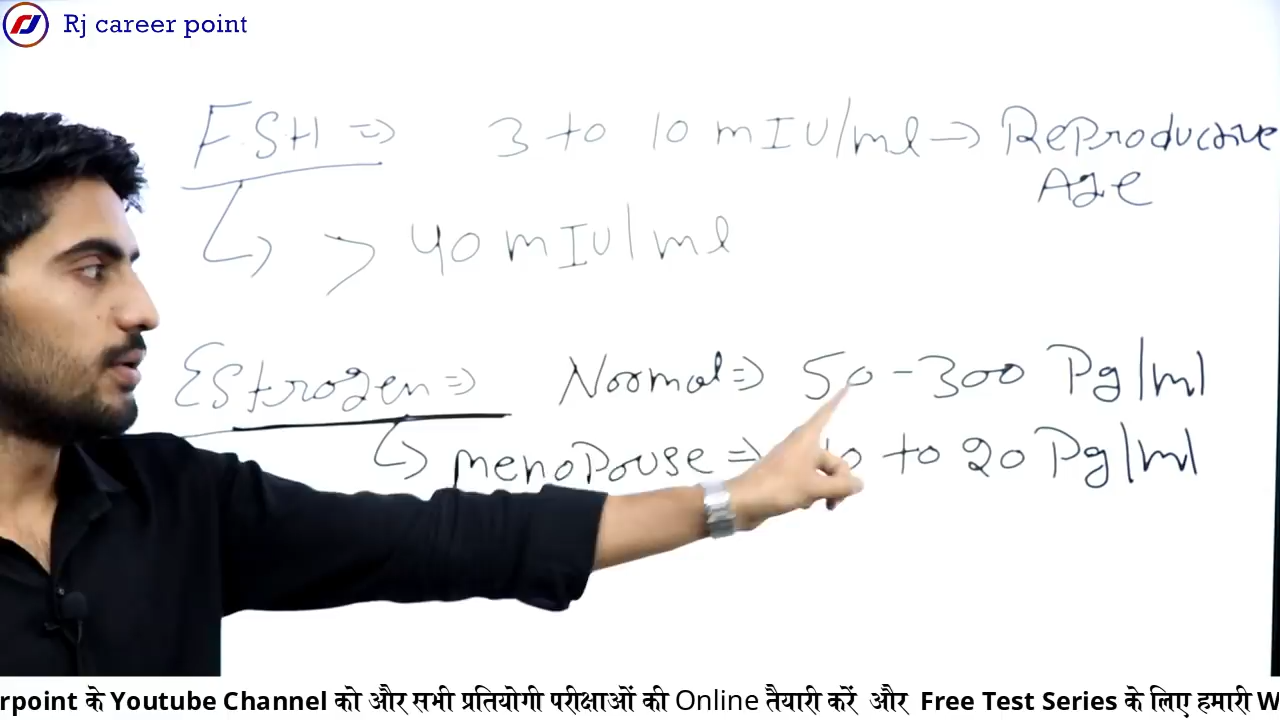 Rj career point
FSH => 3 to 10 mIU/ml -> Reproductive
Age
> 40 mIU/ml
Estrogen => Normal => 50-300 Pg/ml
menopouse => to 20 Pg/ml
rpoint के Youtube Channel को और सभी प्रतियोगी परीक्षाओं की Online तैयारी करें और Free Test Series के लिए हमारी W